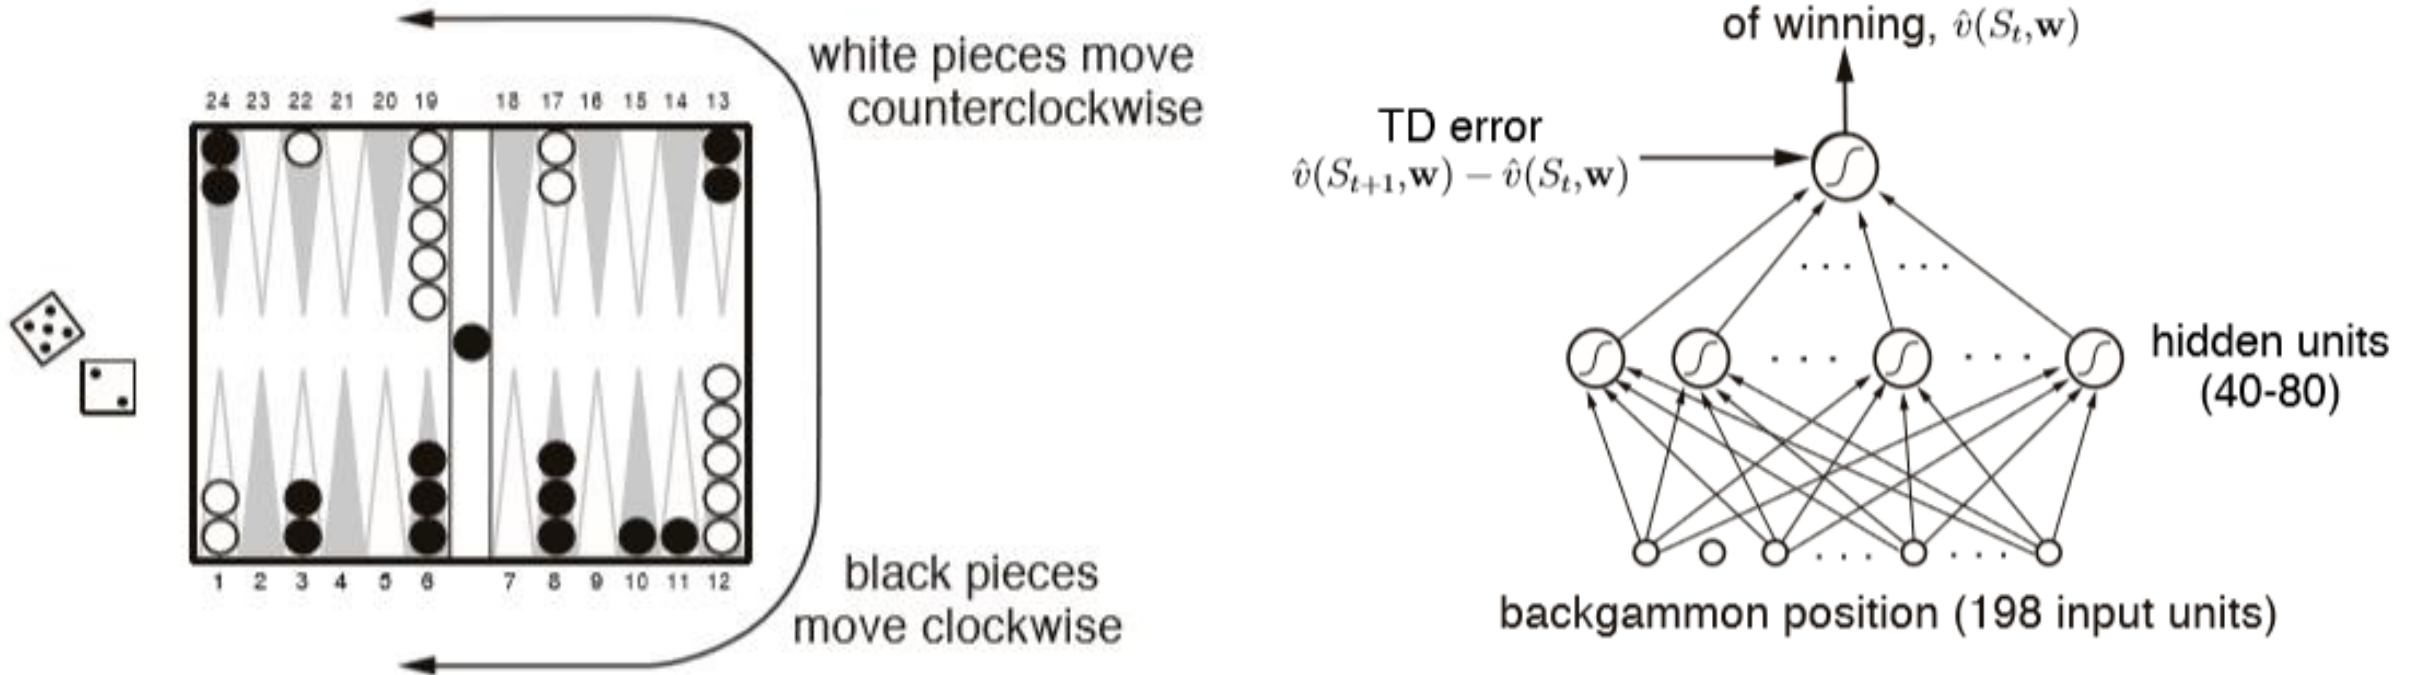 white pieces move
counterclockwise
24 23 22 21 20 19 18 17 16 15 14 13
1 2 3 4 5 6 7 8 9 10 11 12
black pieces
move clockwise
of winning, v̂(Sₜ,w)
TD error
v̂(Sₜ₊₁,w) − v̂(Sₜ,w)
. . . . . .
hidden units
(40-80)
backgammon position (198 input units)